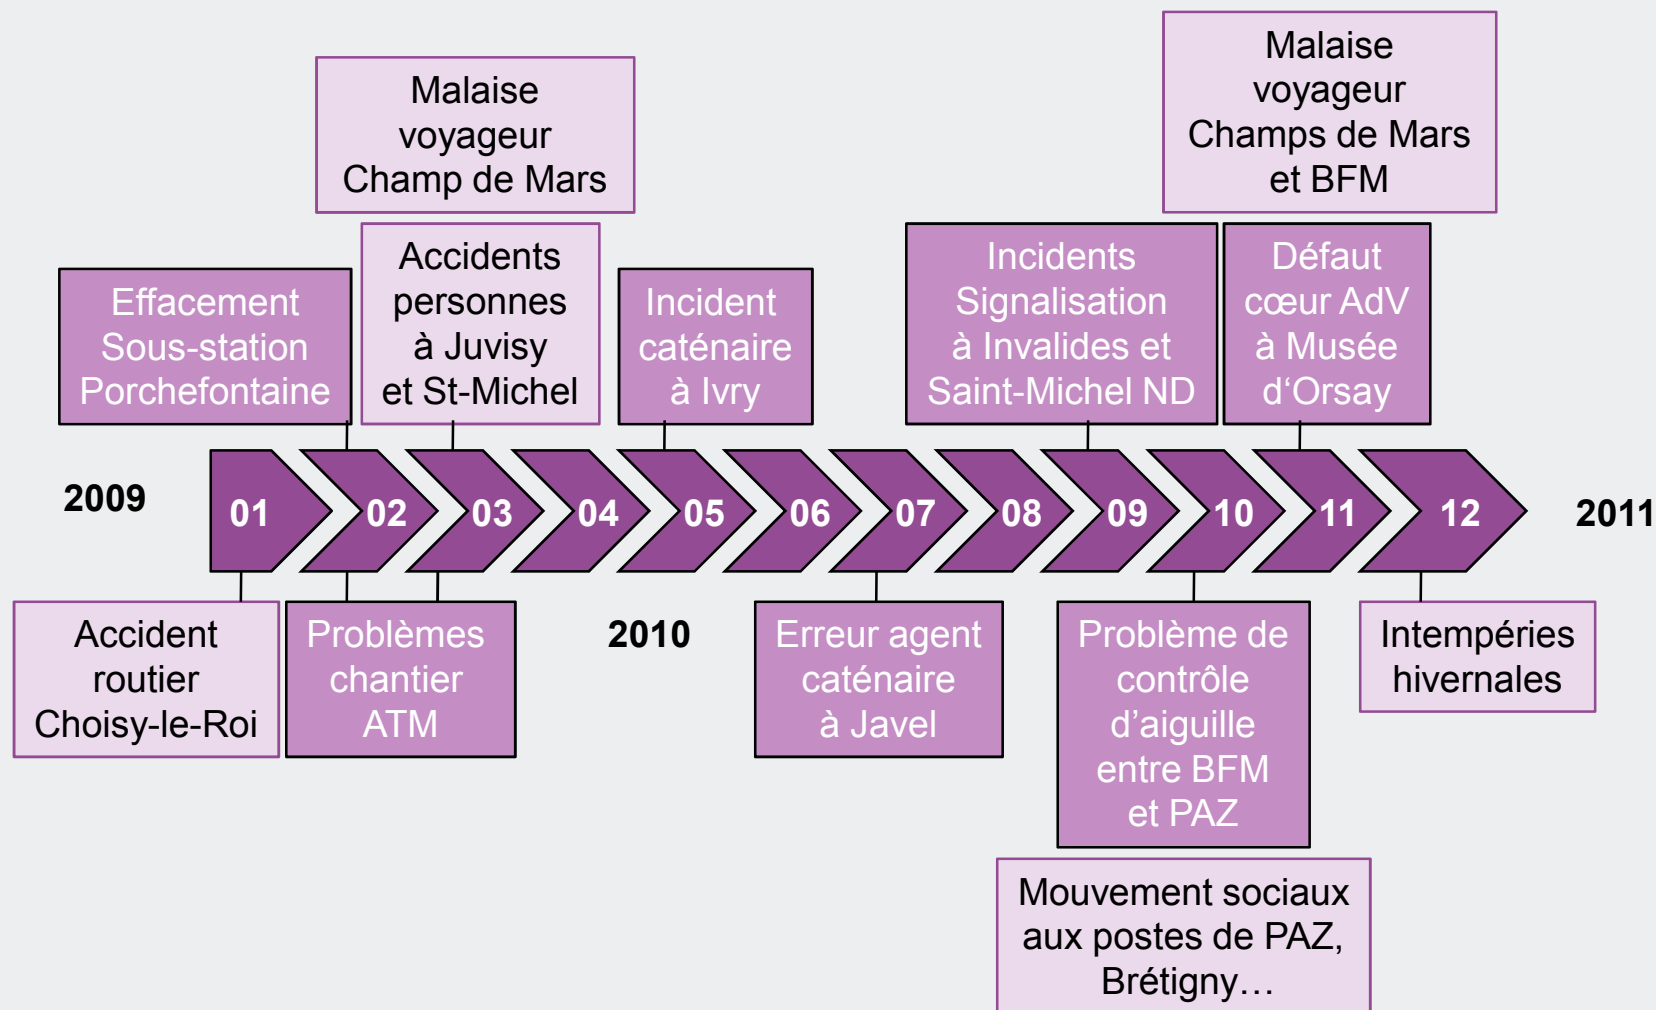 Malaise
voyageur
Champ de Mars
Malaise
voyageur
Champs de Mars
et BFM
Effacement
Sous-station
Porchefontaine
Accidents
personnes
à Juvisy
et St-Michel
Incident
caténaire
à Ivry
Incidents
Signalisation
à Invalides et
Saint-Michel ND
Défaut
cœur AdV
à Musée
d‘Orsay
2009
01
02
03
04
05
06
07
08
09
10
11
12
2011
Accident
routier
Choisy-le-Roi
Problèmes
chantier
ATM
2010
Erreur agent
caténaire
à Javel
Problème de
contrôle
d’aiguille
entre BFM
et PAZ
Intempéries
hivernales
Mouvement sociaux
aux postes de PAZ,
Brétigny…